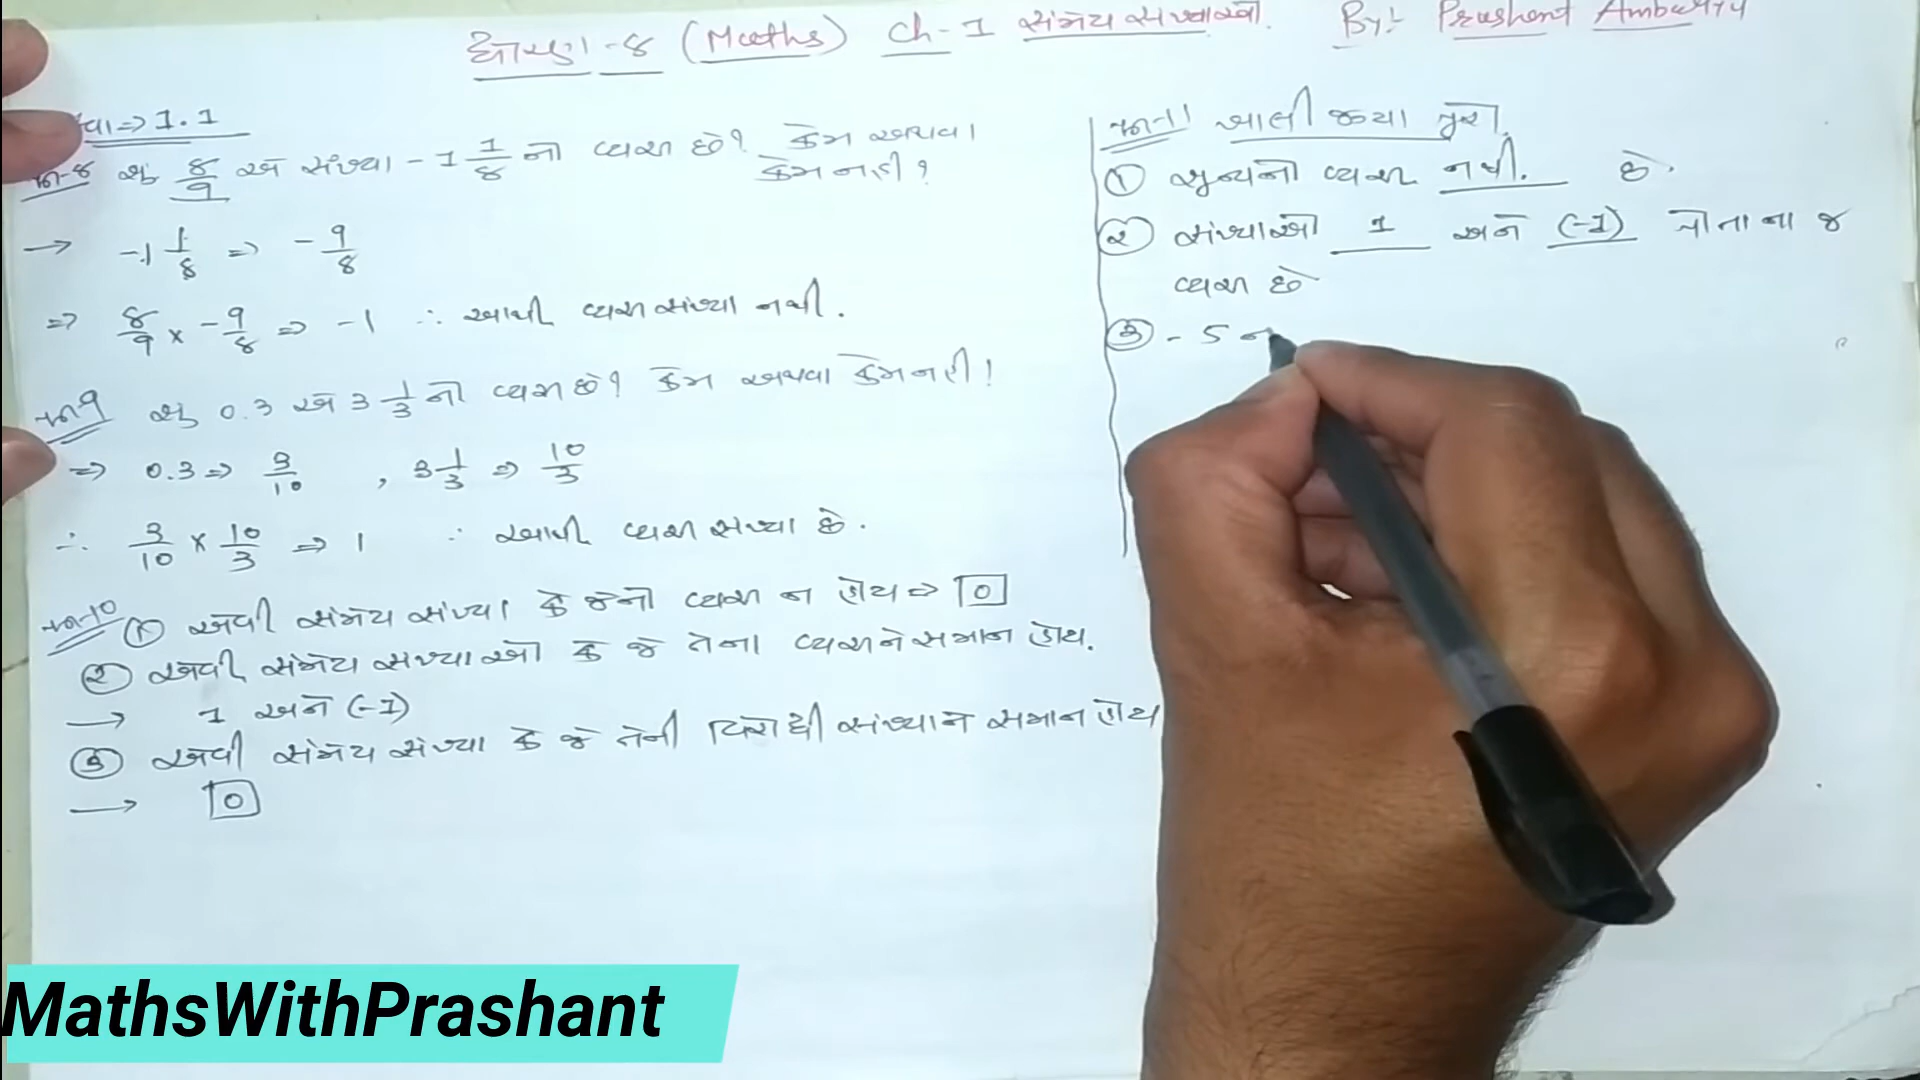 ધોરણ-૮ (Maths) Ch-1 સંમેય સંખ્યાઓ. By:- Prashant
⇒ 1.1
પ્ર-૮ શું 8/9 એ સંખ્યા -1 1/8 નો વ્યસ્ત છે? કેમ અથવા
કેમ નહી?
→ -1 1/8 ⇒ -9/8
⇒ 8/9 × -9/8 ⇒ -1 ∴ આથી વ્યસ્ત સંખ્યા નથી.
પ્ર૯ શું 0.3 એ 3 1/3 નો વ્યસ્ત છે? કેમ અથવા કેમ નહી!
⇒ 0.3 ⇒ 3/10 , 3 1/3 ⇒ 10/3
∴ 3/10 × 10/3 ⇒ 1 ∴ આથી વ્યસ્ત સંખ્યા છે.
પ્ર-10 ① એવી સંમેય સંખ્યા કે જેનો વ્યસ્ત ન હોય ⇒ 0
② એવી સંમેય સંખ્યાઓ કે જે તેના વ્યસ્તને સમાન હોય.
→ 1 અને (-1)
③ એવી સંમેય સંખ્યા કે જે તેની વિરોધી સંખ્યાને સમાન હોય
→ 0
પ્ર-11 ખાલી જગ્યા પુરો.
① શૂન્યનો વ્યસ્ત નથી. છે.
② સંખ્યાઓ 1 અને (-1) પોતાના જ
વ્યસ્ત છે
③ - 5 ન
MathsWithPrashant